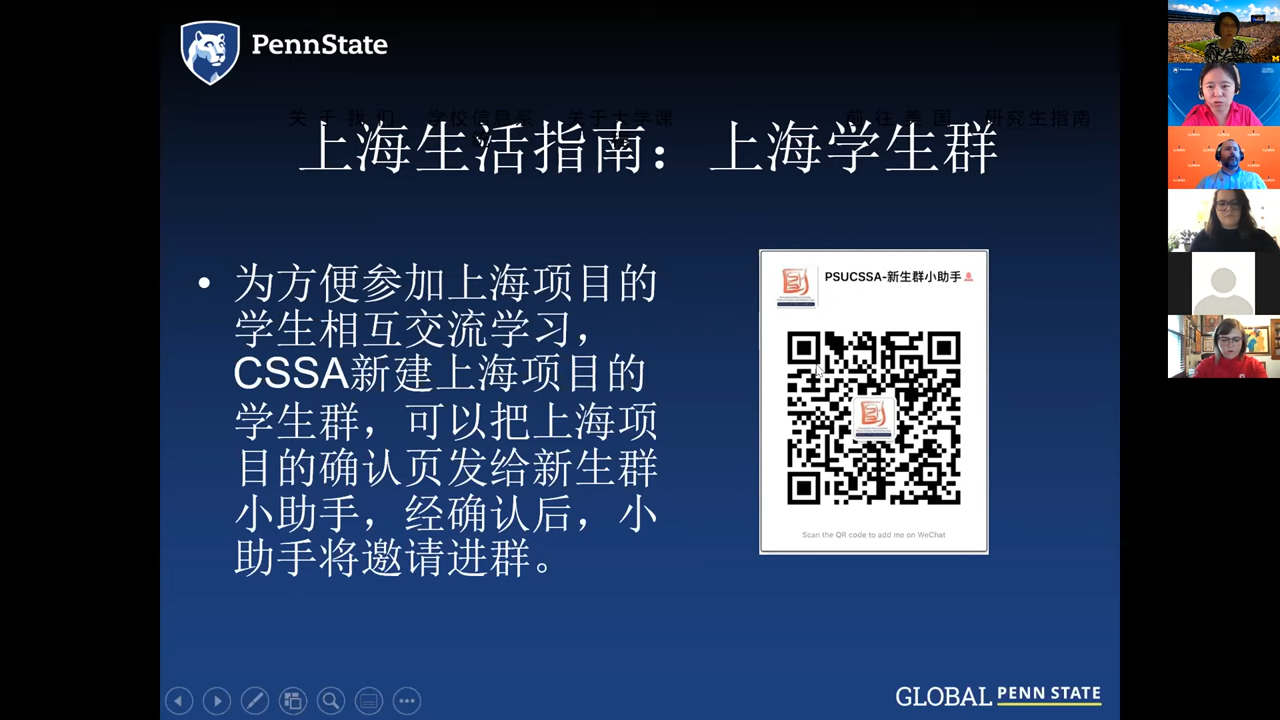 PennState
关 于 我 们 学校信息系 关于大学课 前 往 美 国 研究生指南
上海生活指南：上海学生群
• 为方便参加上海项目的
学生相互交流学习，
CSSA新建上海项目的
学生群，可以把上海项
目的确认页发给新生群
小助手，经确认后，小
助手将邀请进群。
PSUCSSA-新生群小助手
Scan the QR code to add me on WeChat
GLOBAL PENN STATE